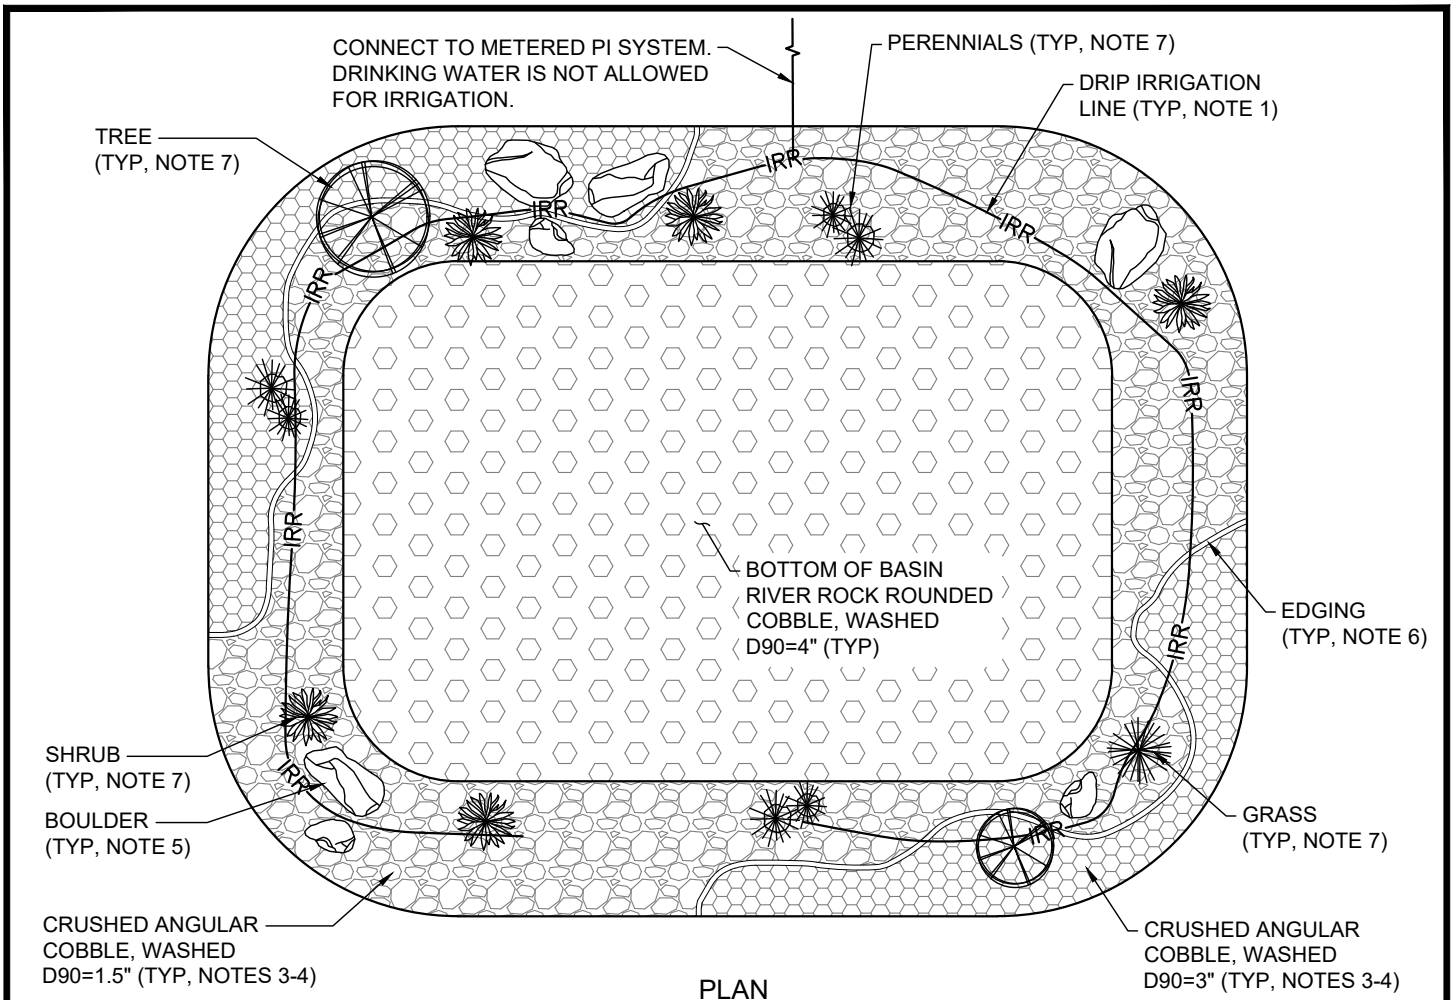 CONNECT TO METERED PI SYSTEM.
DRINKING WATER IS NOT ALLOWED
FOR IRRIGATION.
PERENNIALS (TYP, NOTE 7)
DRIP IRRIGATION
LINE (TYP, NOTE 1)
TREE
(TYP, NOTE 7)
IRR
IRR
IRR
IRR
IRR
IRR
BOTTOM OF BASIN
RIVER ROCK ROUNDED
COBBLE, WASHED
D90=4" (TYP)
EDGING
(TYP, NOTE 6)
IRR
SHRUB
(TYP, NOTE 7)
IRR
BOULDER
(TYP, NOTE 5)
GRASS
(TYP, NOTE 7)
IRR
CRUSHED ANGULAR
COBBLE, WASHED
D90=1.5" (TYP, NOTES 3-4)
CRUSHED ANGULAR
COBBLE, WASHED
D90=3" (TYP, NOTES 3-4)
PLAN